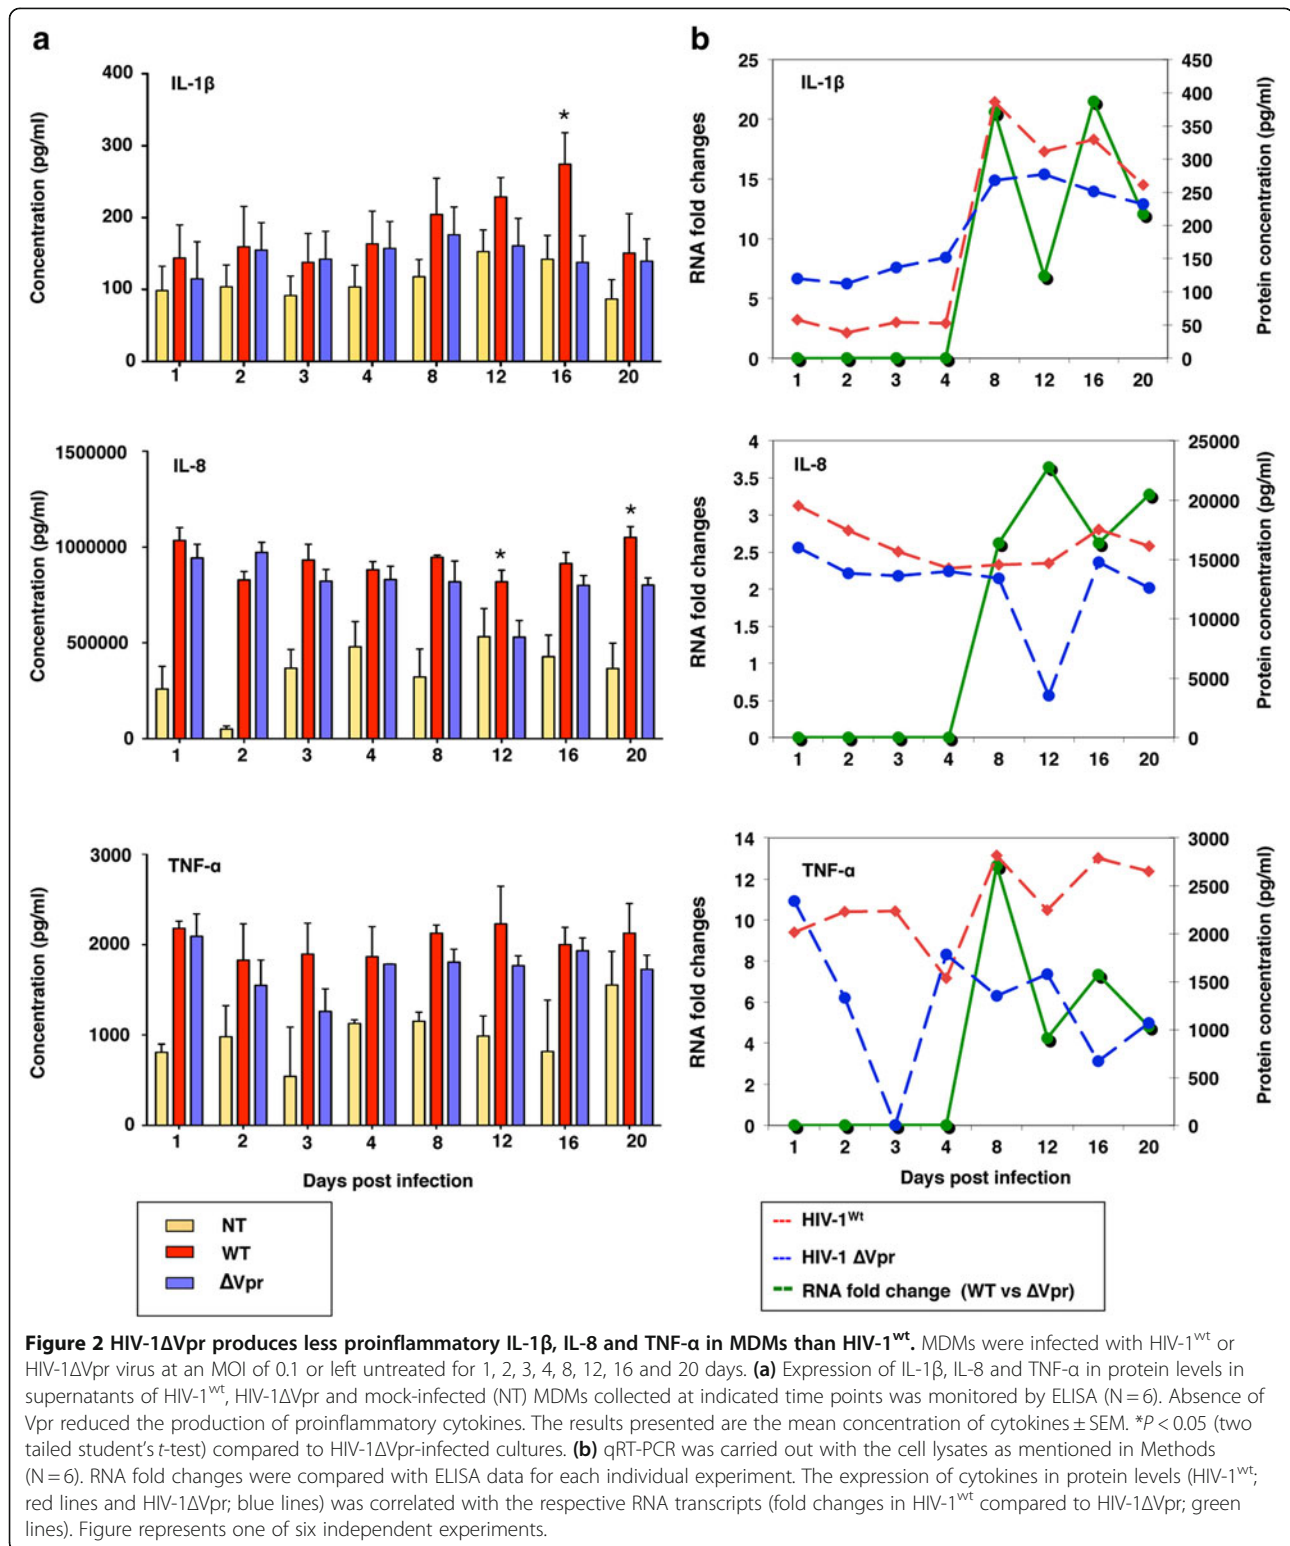 a
400
300
200
100
0
Concentration (pg/ml)
IL-1β
*
1 2 3 4 8 12 16 20
1500000
1000000
500000
0
Concentration (pg/ml)
IL-8
* *
1 2 3 4 8 12 16 20
3000
2000
1000
0
Concentration (pg/ml)
TNF-α
1 2 3 4 8 12 16 20
Days post infection
NT
WT
ΔVpr
b
25
20
15
10
5
0
RNA fold changes
IL-1β
450
400
350
300
250
200
150
100
50
0
Protein concentration (pg/ml)
1 2 3 4 8 12 16 20
4
3.5
3
2.5
2
1.5
1
0.5
0
RNA fold changes
IL-8
25000
20000
15000
10000
5000
0
Protein concentration (pg/ml)
1 2 3 4 8 12 16 20
14
12
10
8
6
4
2
0
RNA fold changes
TNF-α
3000
2500
2000
1500
1000
500
0
Protein concentration (pg/ml)
1 2 3 4 8 12 16 20
Days post infection
HIV-1Wt
HIV-1 ΔVpr
RNA fold change (WT vs ΔVpr)
Figure 2 HIV-1ΔVpr produces less proinflammatory IL-1β, IL-8 and TNF-α in MDMs than HIV-1wt. MDMs were infected with HIV-1wt or
HIV-1ΔVpr virus at an MOI of 0.1 or left untreated for 1, 2, 3, 4, 8, 12, 16 and 20 days. (a) Expression of IL-1β, IL-8 and TNF-α in protein levels in
supernatants of HIV-1wt, HIV-1ΔVpr and mock-infected (NT) MDMs collected at indicated time points was monitored by ELISA (N = 6). Absence of
Vpr reduced the production of proinflammatory cytokines. The results presented are the mean concentration of cytokines ± SEM. *P < 0.05 (two
tailed student's t-test) compared to HIV-1ΔVpr-infected cultures. (b) qRT-PCR was carried out with the cell lysates as mentioned in Methods
(N = 6). RNA fold changes were compared with ELISA data for each individual experiment. The expression of cytokines in protein levels (HIV-1wt;
red lines and HIV-1ΔVpr; blue lines) was correlated with the respective RNA transcripts (fold changes in HIV-1wt compared to HIV-1ΔVpr; green
lines). Figure represents one of six independent experiments.